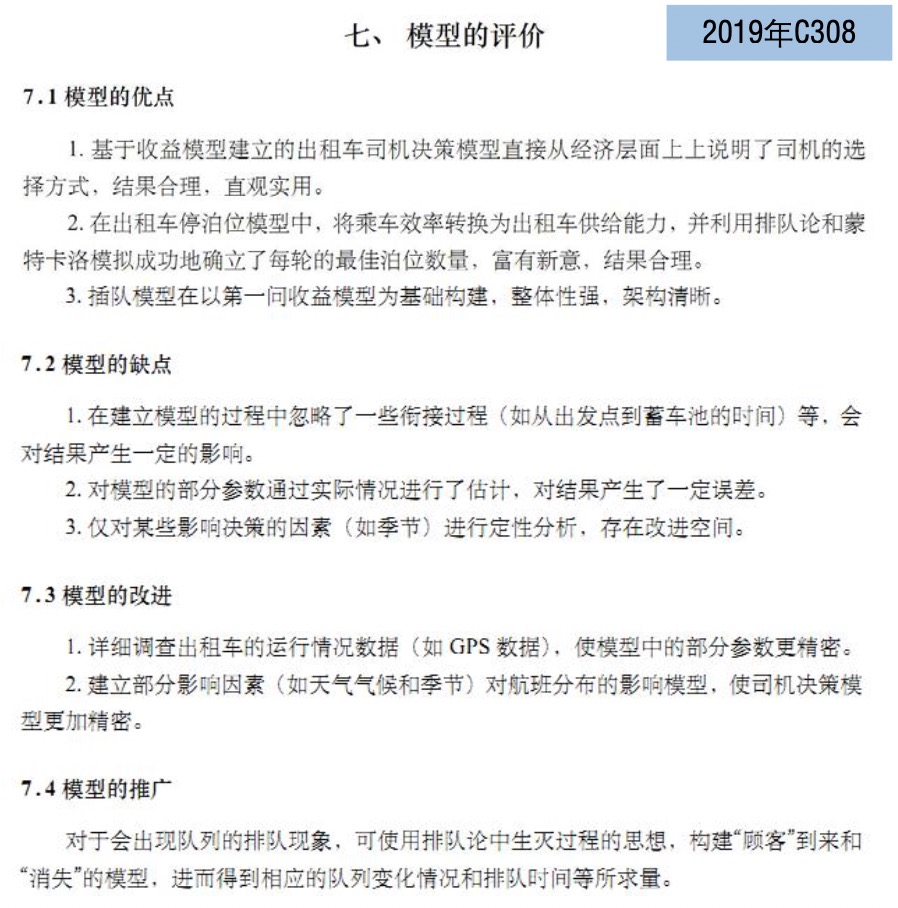 七、 模型的评价
2019年C308
7.1 模型的优点
1. 基于收益模型建立的出租车司机决策模型直接从经济层面上上说明了司机的选
择方式，结果合理，直观实用。
2. 在出租车停泊位模型中，将乘车效率转换为出租车供给能力，并利用排队论和蒙
特卡洛模拟成功地确立了每轮的最佳泊位数量，富有新意，结果合理。
3. 插队模型在以第一问收益模型为基础构建，整体性强，架构清晰。
7.2 模型的缺点
1. 在建立模型的过程中忽略了一些衔接过程（如从出发点到蓄车池的时间）等，会
对结果产生一定的影响。
2. 对模型的部分参数通过实际情况进行了估计，对结果产生了一定误差。
3. 仅对某些影响决策的因素（如季节）进行定性分析，存在改进空间。
7.3 模型的改进
1. 详细调查出租车的运行情况数据（如 GPS 数据），使模型中的部分参数更精密。
2. 建立部分影响因素（如天气气候和季节）对航班分布的影响模型，使司机决策模
型更加精密。
7.4 模型的推广
对于会出现队列的排队现象，可使用排队论中生灭过程的思想，构建“顾客”到来和
“消失”的模型，进而得到相应的队列变化情况和排队时间等所求量。